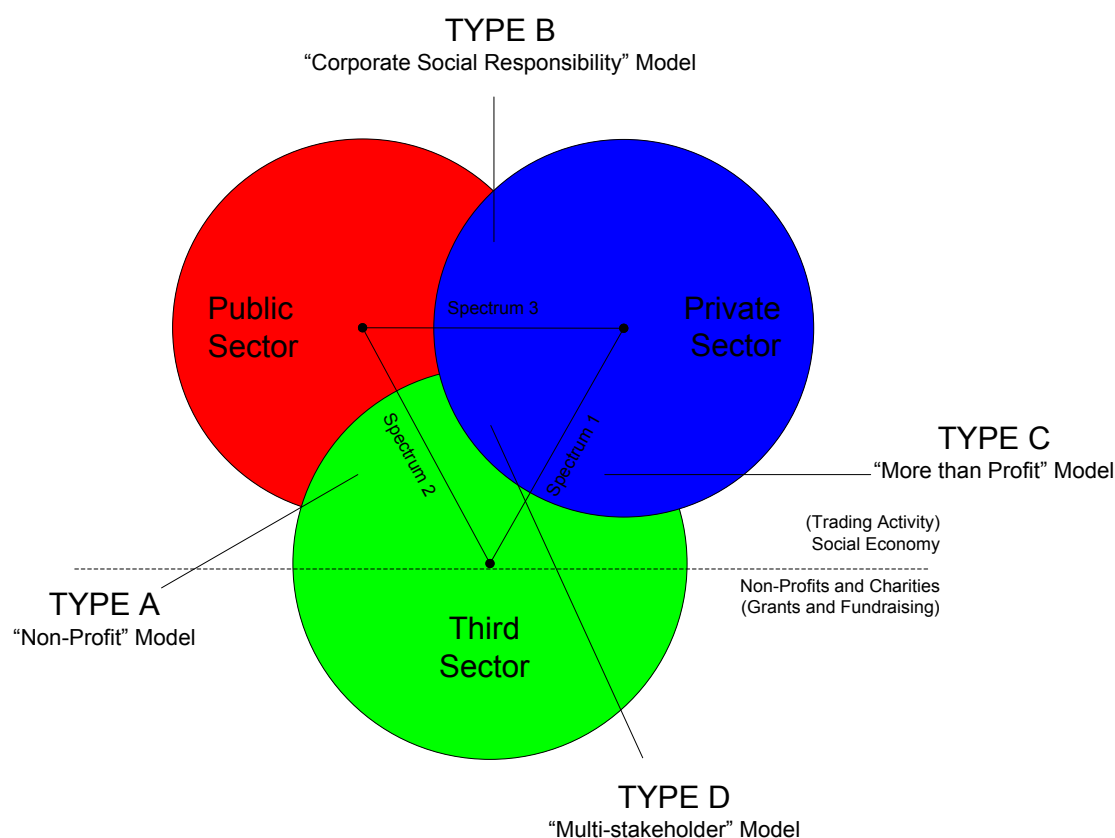 TYPE B
“Corporate Social Responsibility” Model
Public
Sector
Spectrum 3
Private
Sector
Spectrum 2
Spectrum 1
TYPE C
“More than Profit” Model
(Trading Activity)
Social Economy
Non-Profits and Charities
(Grants and Fundraising)
TYPE A
“Non-Profit” Model
Third
Sector
TYPE D
“Multi-stakeholder” Model